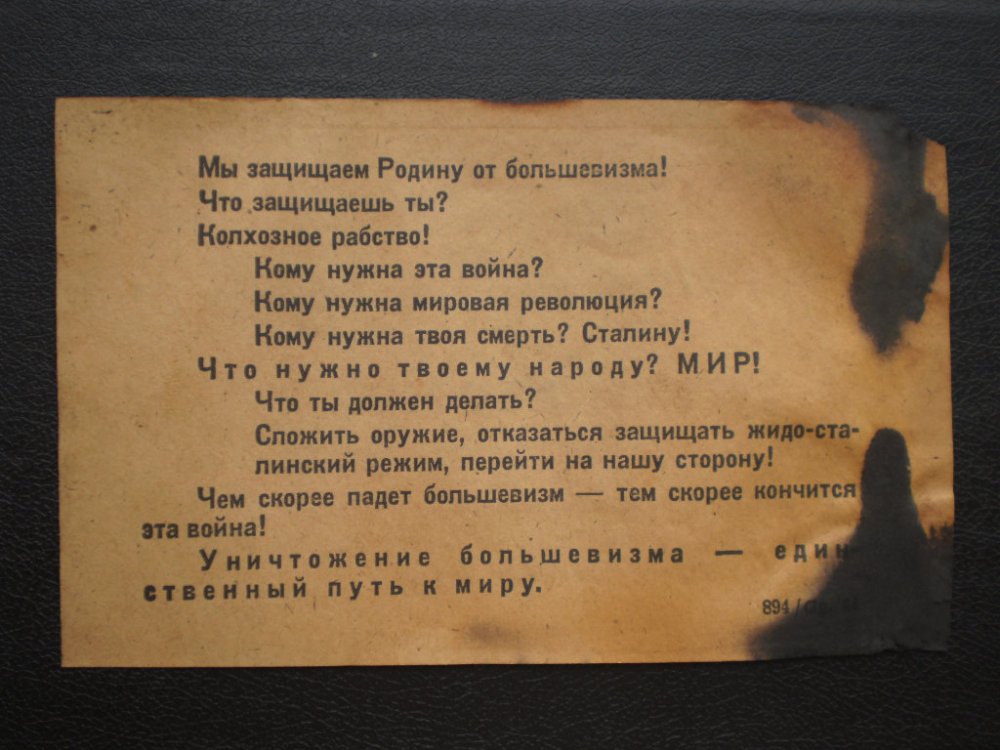 Мы защищаем Родину от большевизма!
Что защищаешь ты?
Колхозное рабство!
Кому нужна эта война?
Кому нужна мировая революция?
Кому нужна твоя смерть? Сталину!
Что нужно твоему народу? МИР!
Что ты должен делать?
Сложить оружие, отказаться защищать жидо-ста-
линский режим, перейти на нашу сторону!
Чем скорее падет большевизм — тем скорее кончится
эта война!
Уничтожение большевизма — един
ственный путь к миру.
894/